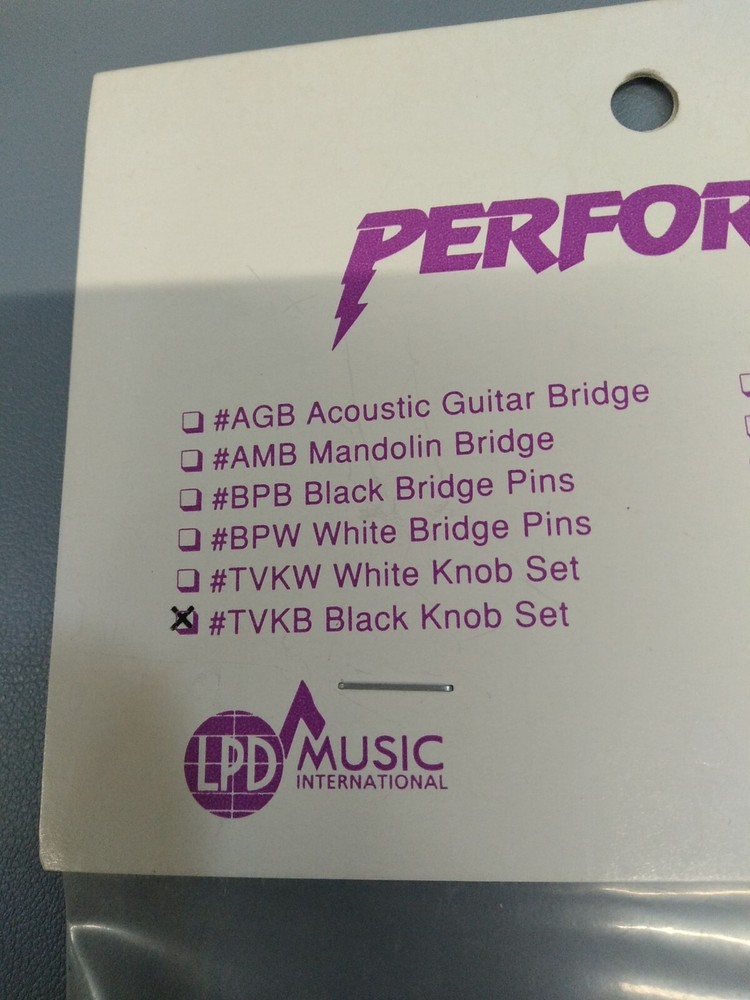 PERFOR
#AGB Acoustic Guitar Bridge
#AMB Mandolin Bridge
#BPB Black Bridge Pins
#BPW White Bridge Pins
#TVKW White Knob Set
#TVKB Black Knob Set
LPD MUSIC
INTERNATIONAL